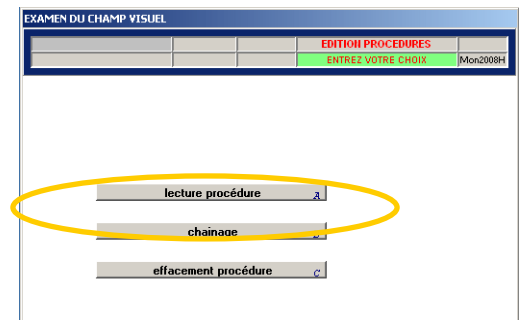 EXAMEN DU CHAMP VISUEL
EDITION PROCEDURES
ENTREZ VOTRE CHOIX Mon2008H
lecture procédure A
chainage
effacement procédure C